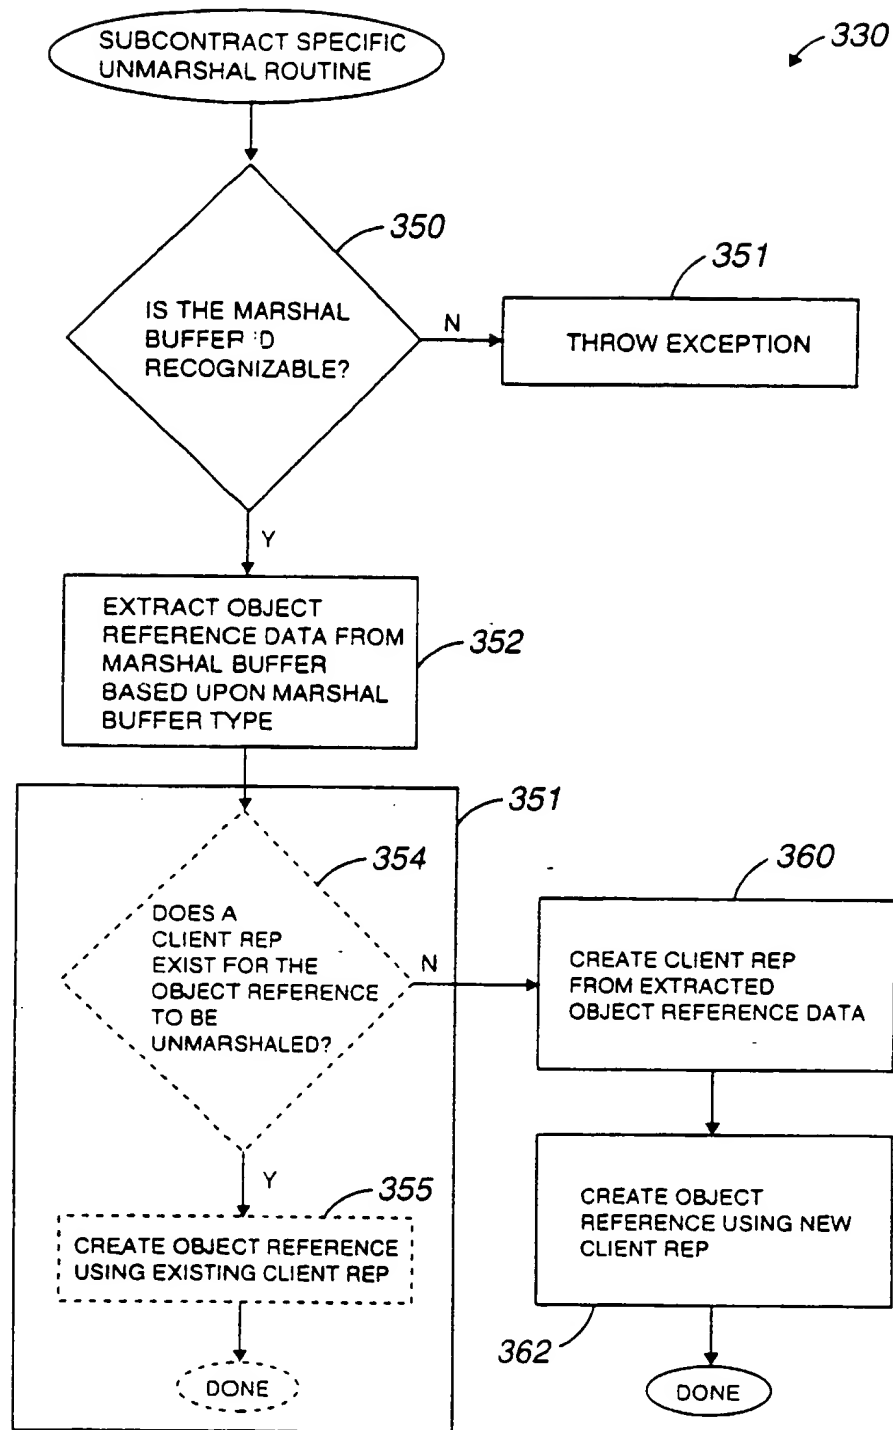 SUBCONTRACT SPECIFIC
UNMARSHAL ROUTINE
330
350
IS THE MARSHAL
BUFFER 'D
RECOGNIZABLE?
N
351
THROW EXCEPTION
Y
EXTRACT OBJECT
REFERENCE DATA FROM
MARSHAL BUFFER
BASED UPON MARSHAL
BUFFER TYPE
352
351
354
DOES A
CLIENT REP
EXIST FOR THE
OBJECT REFERENCE
TO BE
UNMARSHALED?
N
360
CREATE CLIENT REP
FROM EXTRACTED
OBJECT REFERENCE DATA
Y
355
CREATE OBJECT REFERENCE
USING EXISTING CLIENT REP
CREATE OBJECT
REFERENCE USING NEW
CLIENT REP
362
DONE
DONE